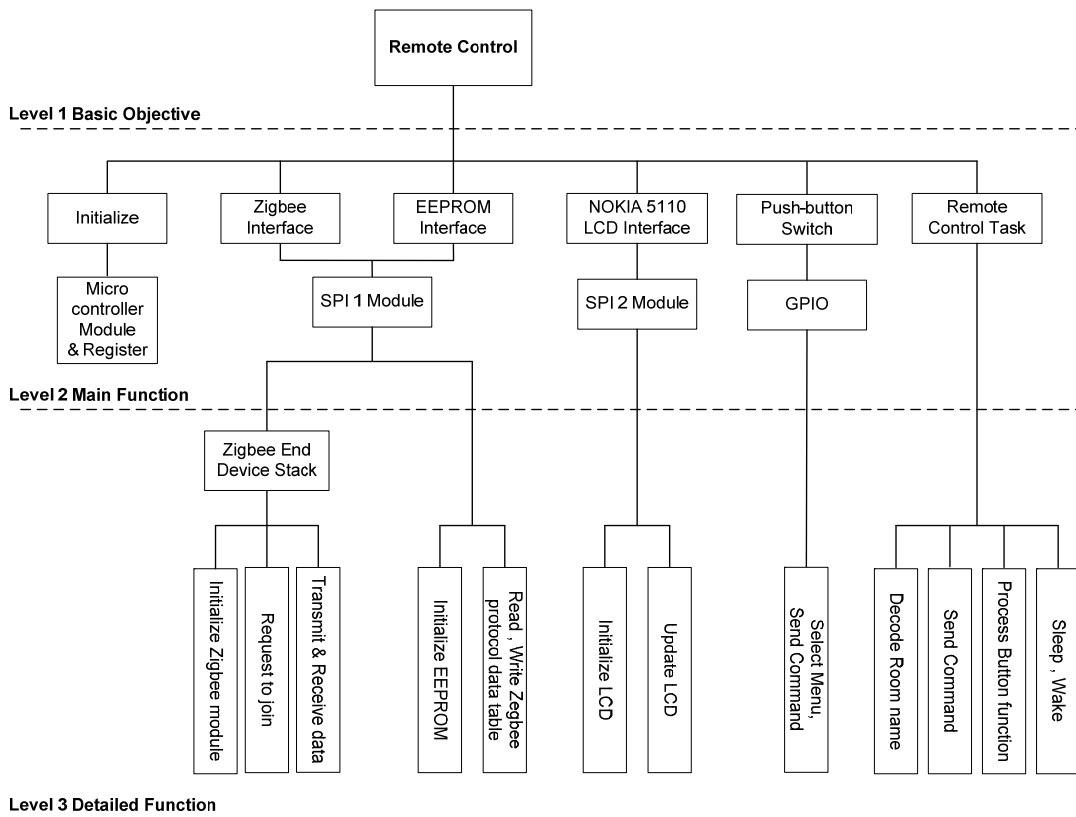 Remote Control
Level 1 Basic Objective
Initialize
Zigbee
Interface
EEPROM
Interface
NOKIA 5110
LCD Interface
Push-button
Switch
Remote
Control Task
Micro
controller
Module
& Register
SPI 1 Module
SPI 2 Module
GPIO
Level 2 Main Function
Zigbee End
Device Stack
Initialize Zigbee module
Request to join
Transmit & Receive data
Initialize EEPROM
Read , Write Zegbee
protocol data table
Initialize LCD
Update LCD
Select Menu,
Send Command
Decode Room name
Send Command
Process Button function
Sleep , Wake
Level 3 Detailed Function